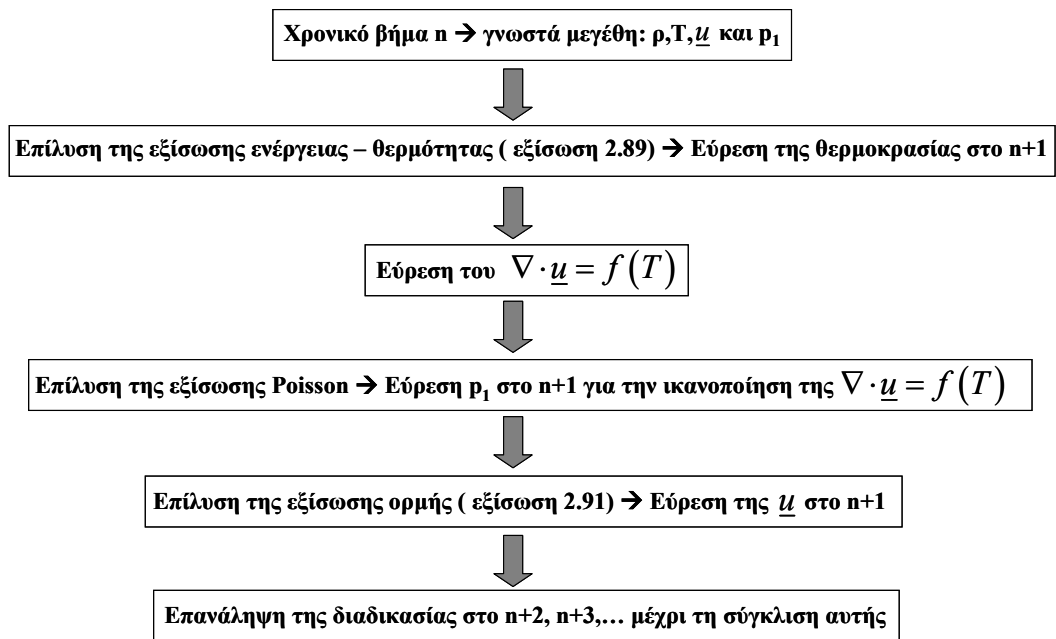 Χρονικό βήμα n → γνωστά μεγέθη: ρ,Τ,u και p₁
Επίλυση της εξίσωσης ενέργειας – θερμότητας ( εξίσωση 2.89) → Εύρεση της θερμοκρασίας στο n+1
Εύρεση του ∇·u = f(T)
Επίλυση της εξίσωσης Poisson → Εύρεση p₁ στο n+1 για την ικανοποίηση της ∇·u = f(T)
Επίλυση της εξίσωσης ορμής ( εξίσωση 2.91) → Εύρεση της u στο n+1
Επανάληψη της διαδικασίας στο n+2, n+3,… μέχρι τη σύγκλιση αυτής